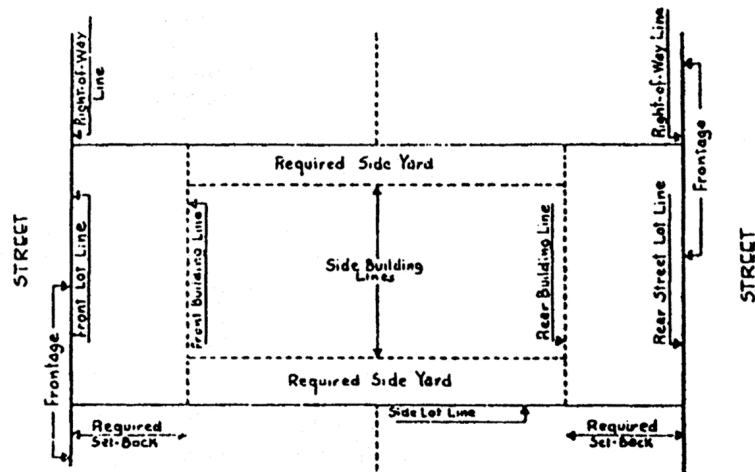 Right-of-Way
Line
Right-of-Way Line
Frontage
Required Side Yard
STREET
Front Lot Line
Front Building Line
Side Building
Lines
Rear Building Line
Rear Street Lot Line
STREET
Frontage
Required Side Yard
Side Lot Line
Required
Set-Back
Required
Set-Back